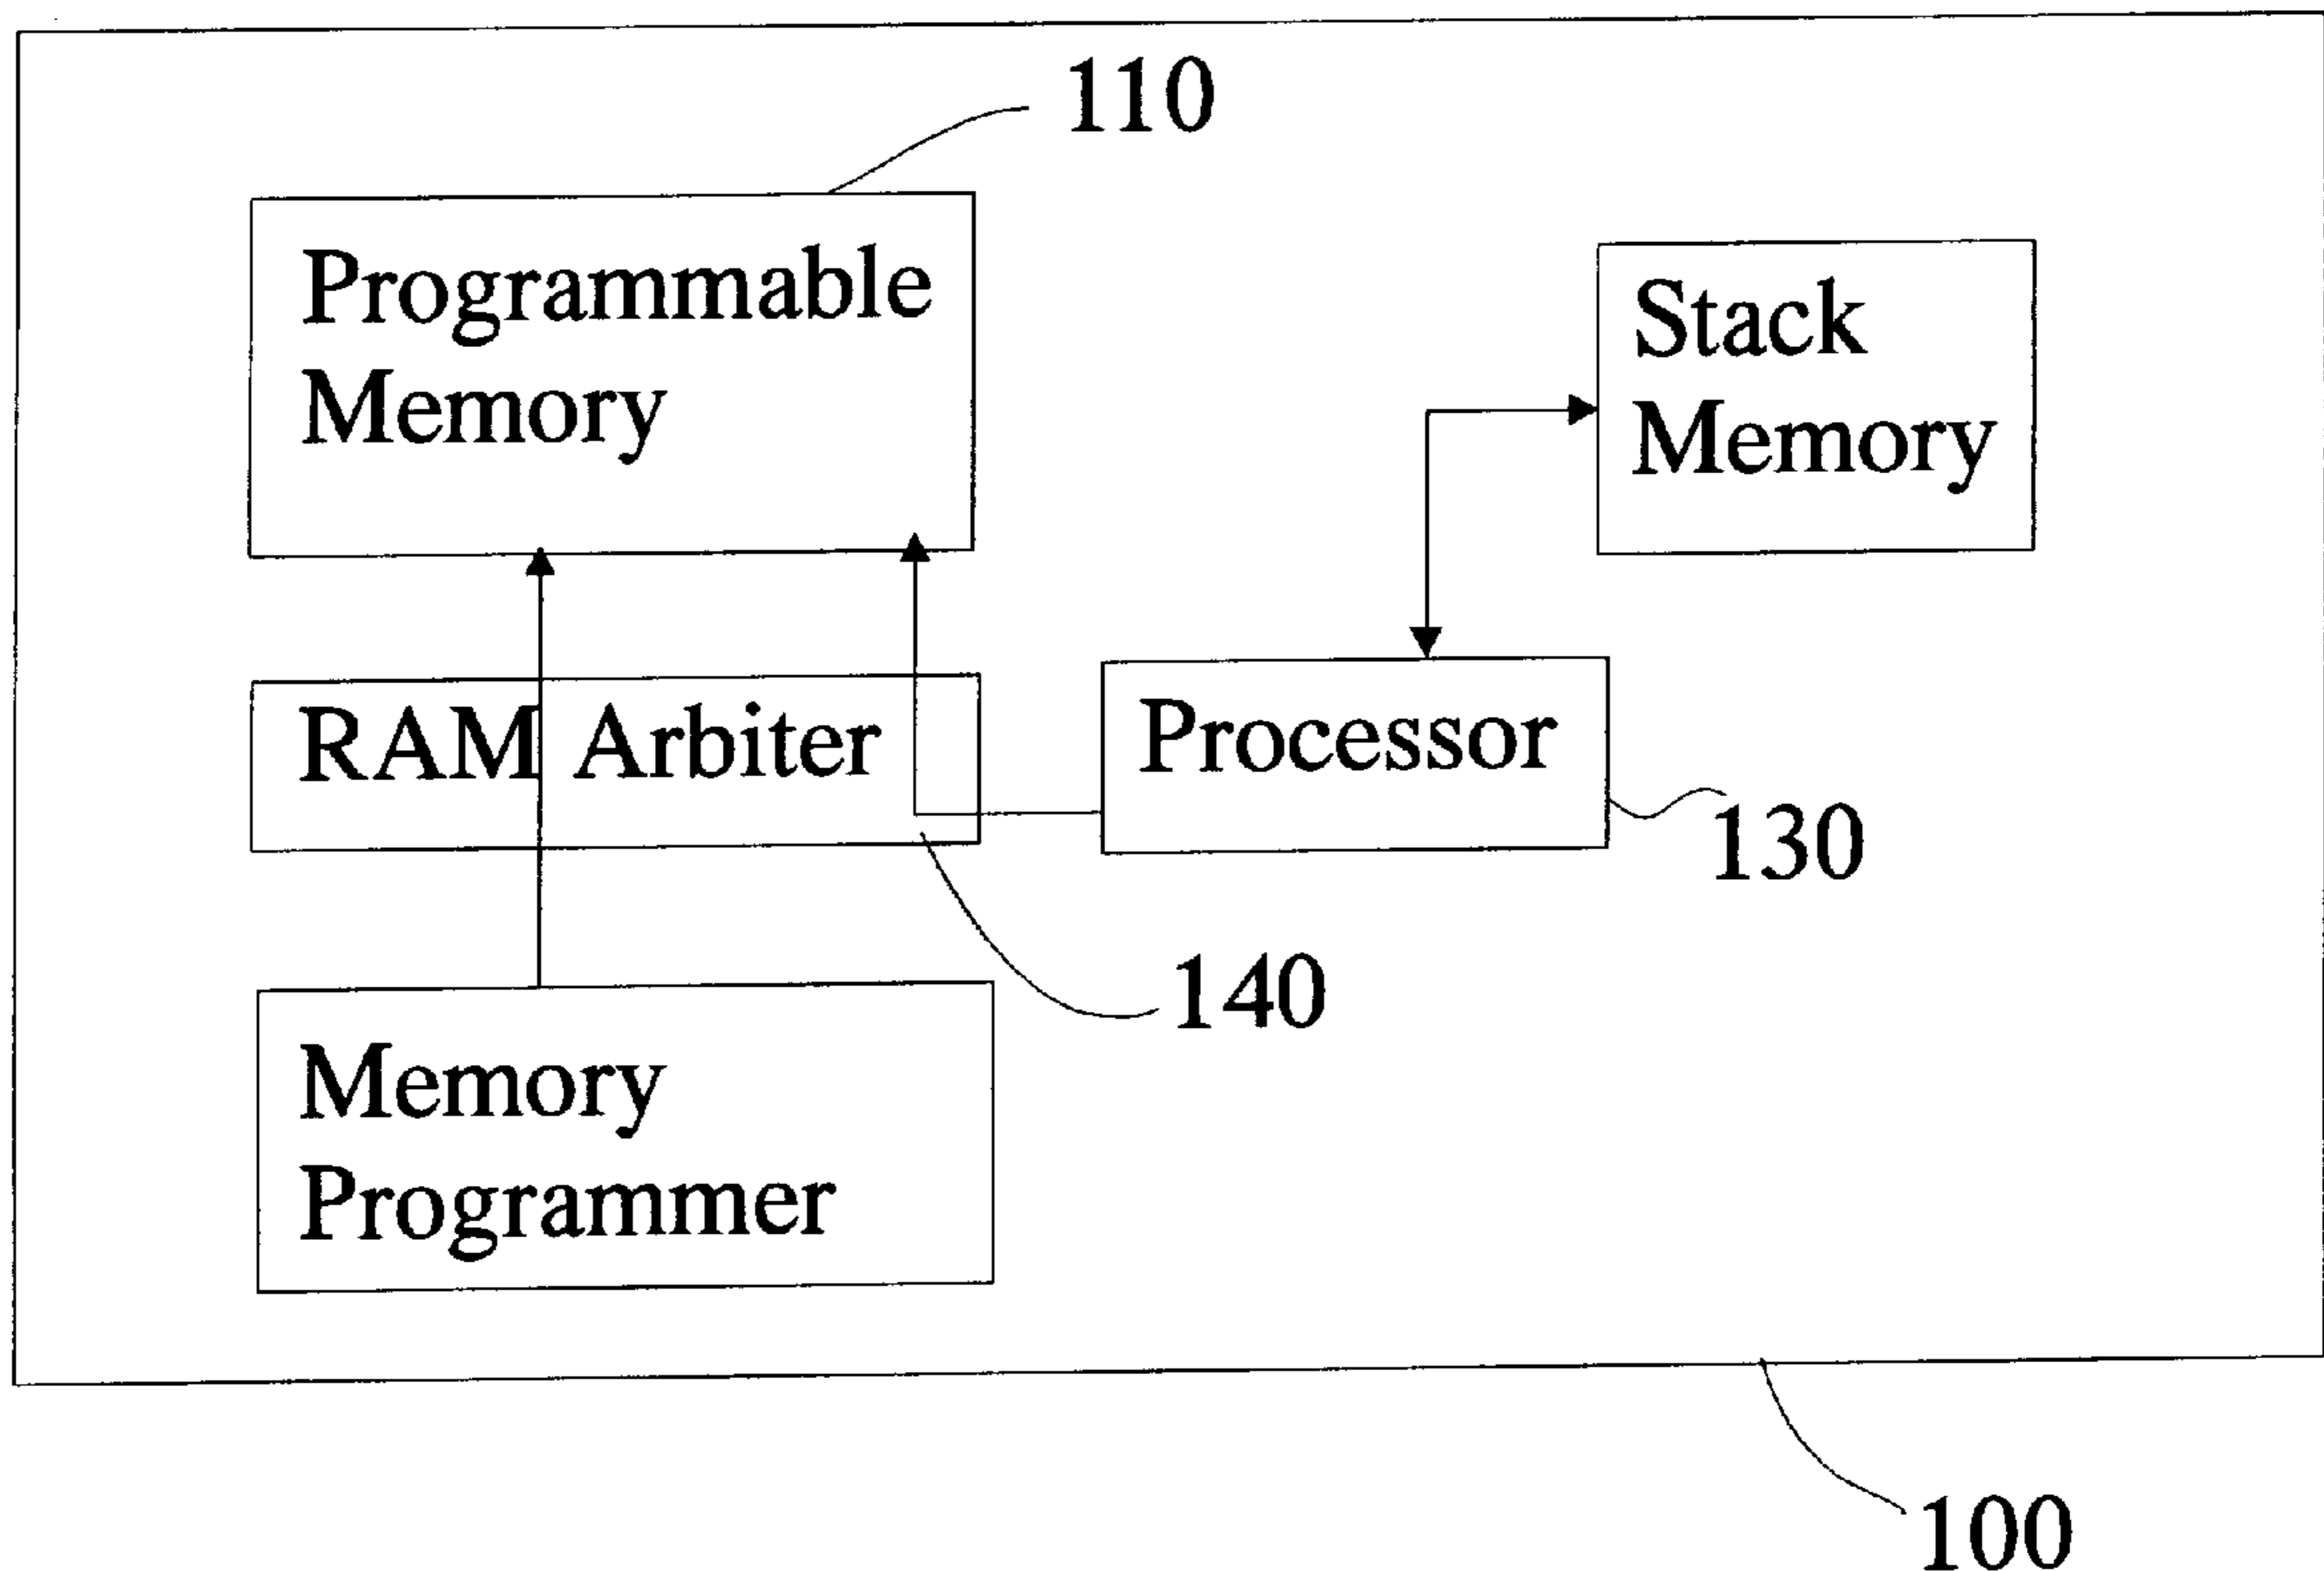 110
Programmable
Memory
Stack
Memory
RAM Arbiter
Processor
130
140
Memory
Programmer
100